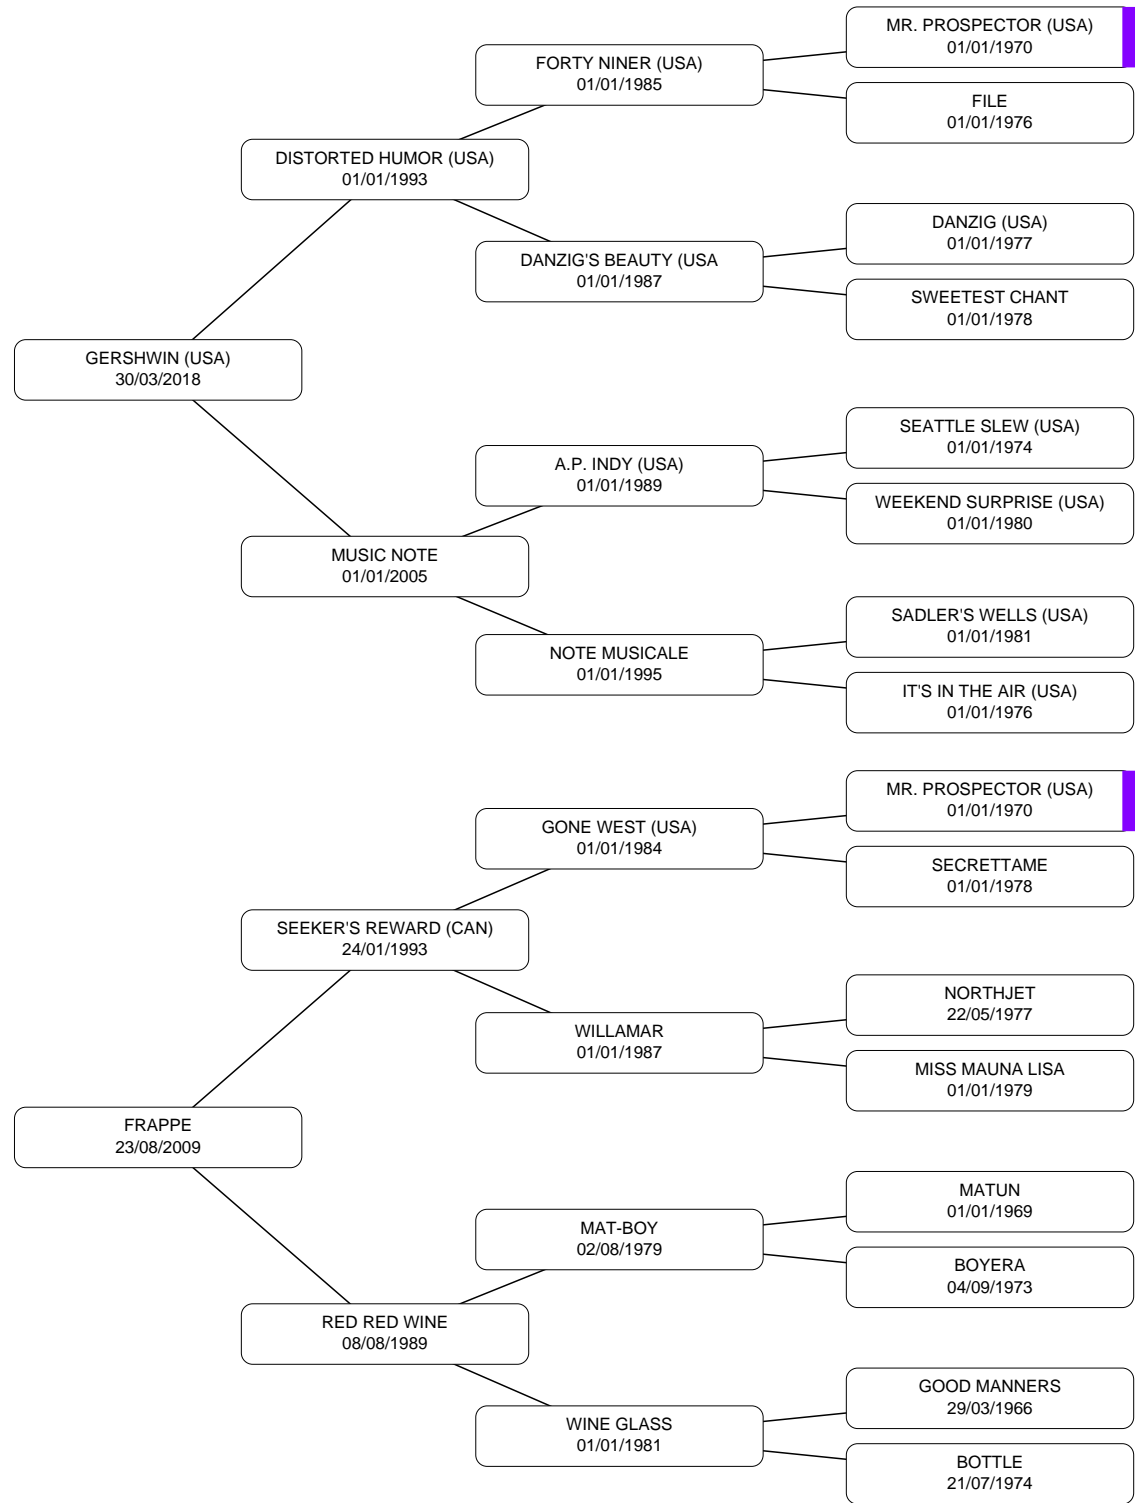 MR. PROSPECTOR (USA)
01/01/1970
FORTY NINER (USA)
01/01/1985
FILE
01/01/1976
DISTORTED HUMOR (USA)
01/01/1993
DANZIG (USA)
01/01/1977
DANZIG'S BEAUTY (USA
01/01/1987
SWEETEST CHANT
01/01/1978
GERSHWIN (USA)
30/03/2018
SEATTLE SLEW (USA)
01/01/1974
A.P. INDY (USA)
01/01/1989
WEEKEND SURPRISE (USA)
01/01/1980
MUSIC NOTE
01/01/2005
SADLER'S WELLS (USA)
01/01/1981
NOTE MUSICALE
01/01/1995
IT'S IN THE AIR (USA)
01/01/1976
MR. PROSPECTOR (USA)
01/01/1970
GONE WEST (USA)
01/01/1984
SECRETTAME
01/01/1978
SEEKER'S REWARD (CAN)
24/01/1993
NORTHJET
22/05/1977
WILLAMAR
01/01/1987
MISS MAUNA LISA
01/01/1979
FRAPPE
23/08/2009
MATUN
01/01/1969
MAT-BOY
02/08/1979
BOYERA
04/09/1973
RED RED WINE
08/08/1989
GOOD MANNERS
29/03/1966
WINE GLASS
01/01/1981
BOTTLE
21/07/1974